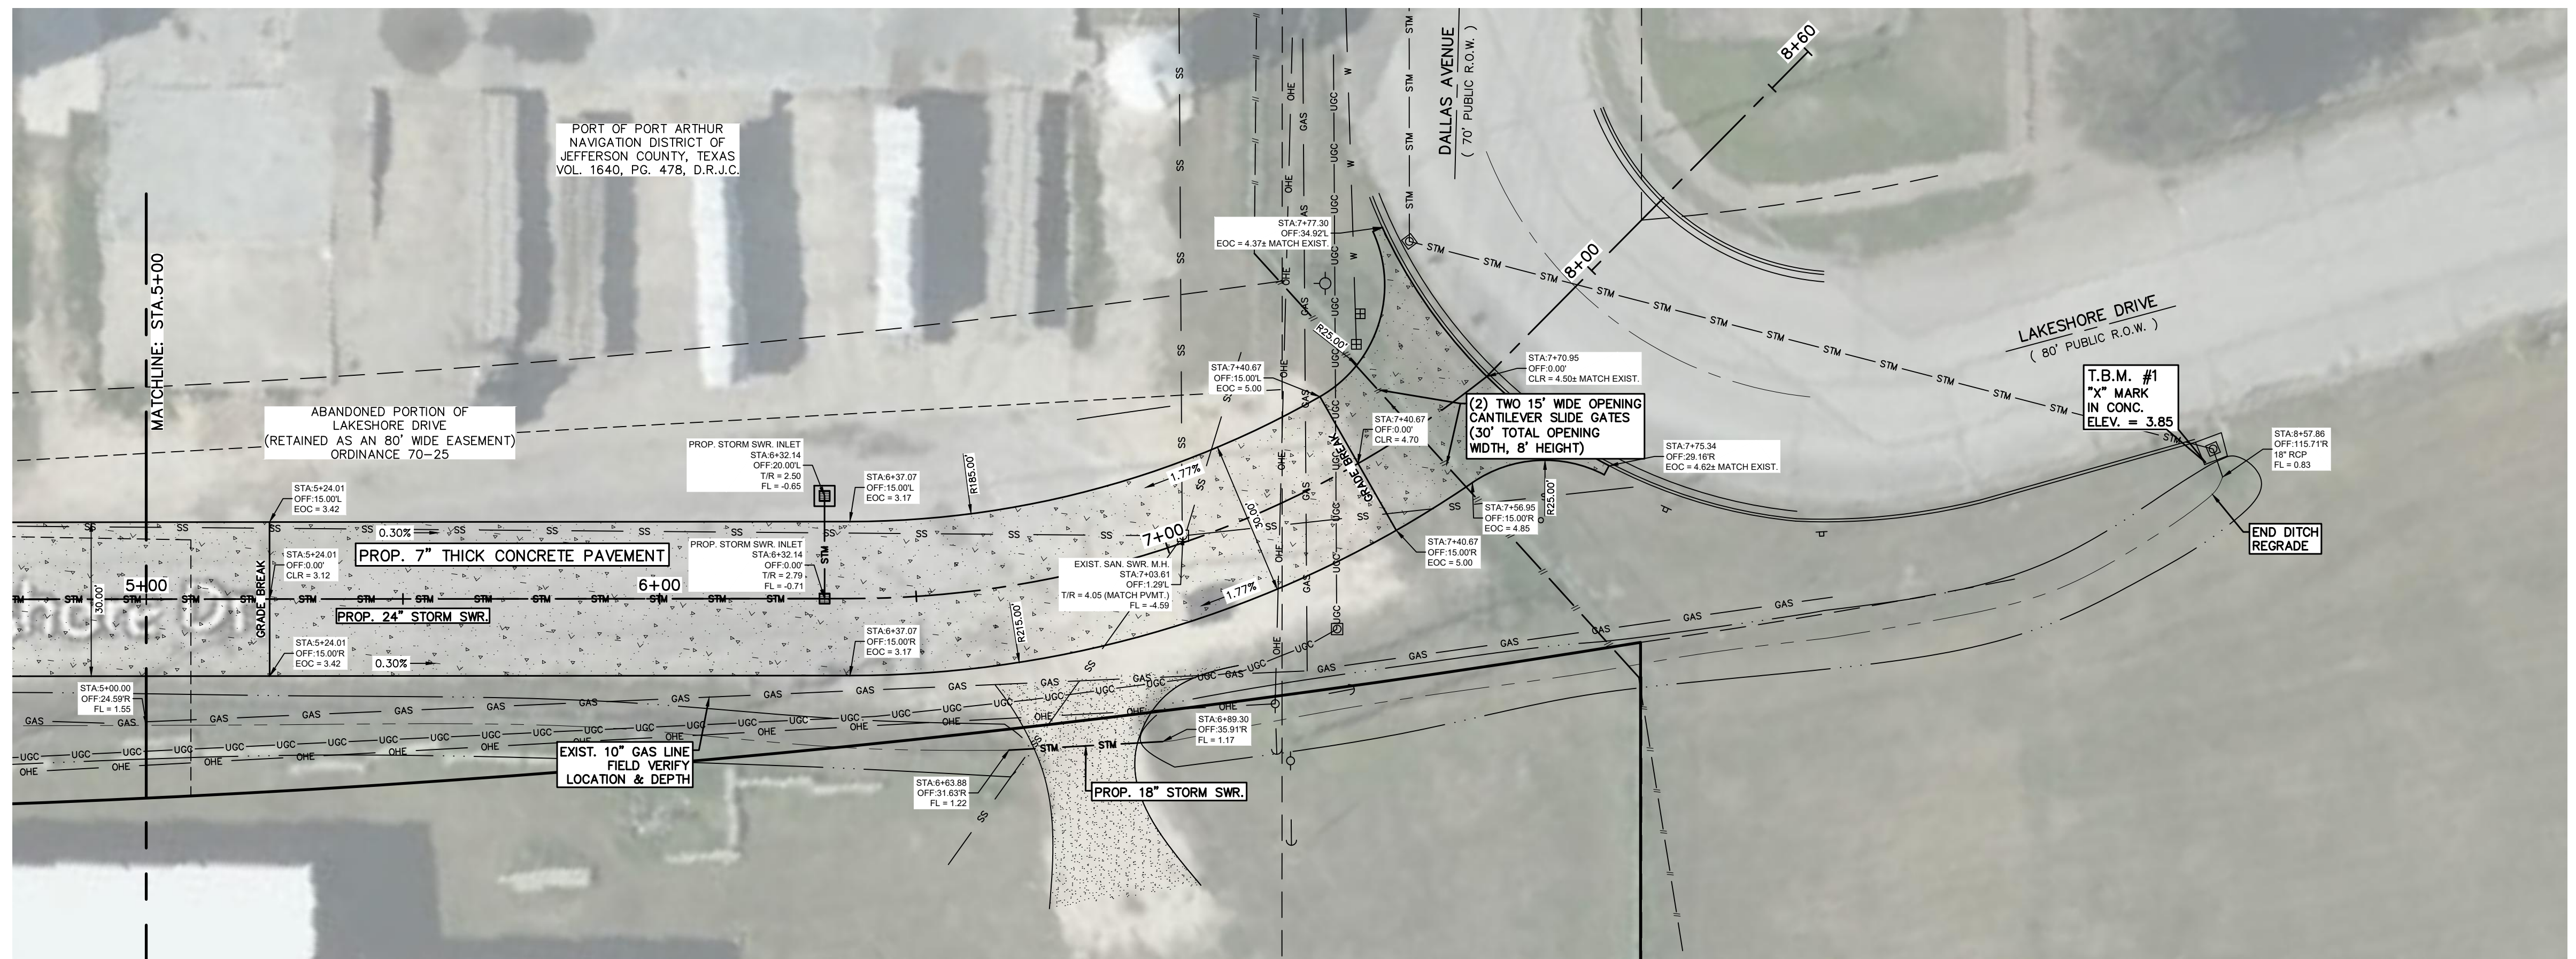 PORT OF PORT ARTHUR
NAVIGATION DISTRICT OF
JEFFERSON COUNTY, TEXAS
VOL. 1640, PG. 478, D.R.J.C.
MATCHLINE: STA.5+00
ABANDONED PORTION OF
LAKESHORE DRIVE
(RETAINED AS AN 80' WIDE EASEMENT)
ORDINANCE 70-25
DALLAS AVENUE
( 70' PUBLIC R.O.W. )
8+60
8+00
LAKESHORE DRIVE
( 80' PUBLIC R.O.W. )
T.B.M. #1
"X" MARK
IN CONC.
ELEV. = 3.85
STA:8+57.86
OFF:115.71'R
18" RCP
FL = 0.83
END DITCH
REGRADE
STA:7+77.30
OFF:34.92'L
EOC = 4.37± MATCH EXIST.
R25.00'
STA:7+40.67
OFF:15.00'L
EOC = 5.00
STA:7+70.95
OFF:0.00'
CLR = 4.50± MATCH EXIST.
(2) TWO 15' WIDE OPENING
CANTILEVER SLIDE GATES
(30' TOTAL OPENING
WIDTH, 8' HEIGHT)
STA:7+40.67
OFF:0.00'
CLR = 4.70
GRADE BREAK
STA:7+75.34
OFF:29.16'R
EOC = 4.62± MATCH EXIST.
STA:7+56.95
OFF:15.00'R
EOC = 4.85
R25.00'
STA:7+40.67
OFF:15.00'R
EOC = 5.00
PROP. STORM SWR. INLET
STA:6+32.14
OFF:20.00'L
T/R = 2.50
FL = -0.65
STA:6+37.07
OFF:15.00'L
EOC = 3.17
R185.00'
1.77%
30.00'
7+00
1.77%
STA:5+24.01
OFF:15.00'L
EOC = 3.42
0.30%
PROP. 7" THICK CONCRETE PAVEMENT
PROP. STORM SWR. INLET
STA:6+32.14
OFF:0.00'
T/R = 2.79
FL = -0.71
EXIST. SAN. SWR. M.H.
STA:7+03.61
OFF:1.29'L
T/R = 4.05 (MATCH PVMT.)
FL = -4.59
STA:5+24.01
OFF:0.00'
CLR = 3.12
5+00
6+00
30.00'
GRADE BREAK
PROP. 24" STORM SWR.
R215.00'
STA:5+24.01
OFF:15.00'R
EOC = 3.42
0.30%
STA:6+37.07
OFF:15.00'R
EOC = 3.17
STA:5+00.00
OFF:24.59'R
FL = 1.55
EXIST. 10" GAS LINE
FIELD VERIFY
LOCATION & DEPTH
STA:6+89.30
OFF:35.91'R
FL = 1.17
STA:6+63.88
OFF:31.63'R
FL = 1.22
PROP. 18" STORM SWR.
SS
STM
GAS
UGC
OHE
W